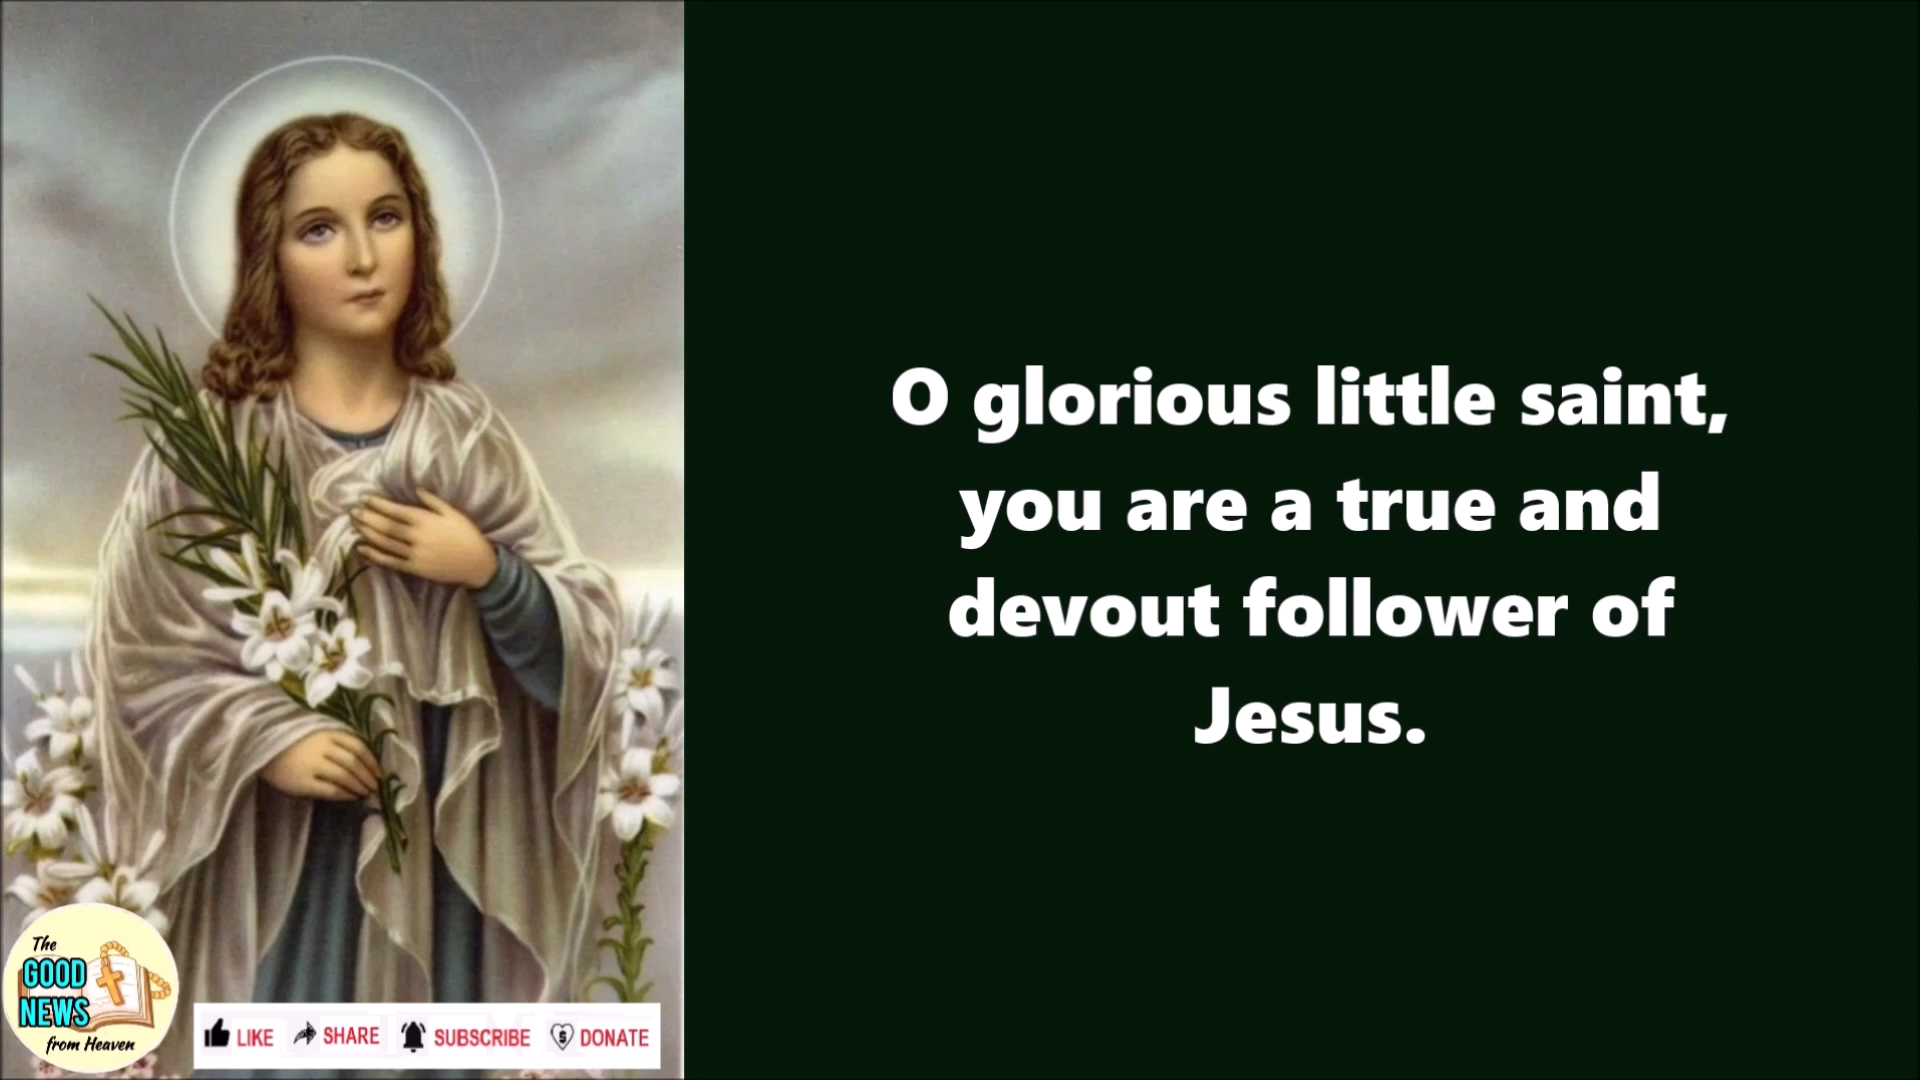 O glorious little saint,
you are a true and
devout follower of
Jesus.
The
GOOD
NEWS
from Heaven
LIKE SHARE SUBSCRIBE DONATE